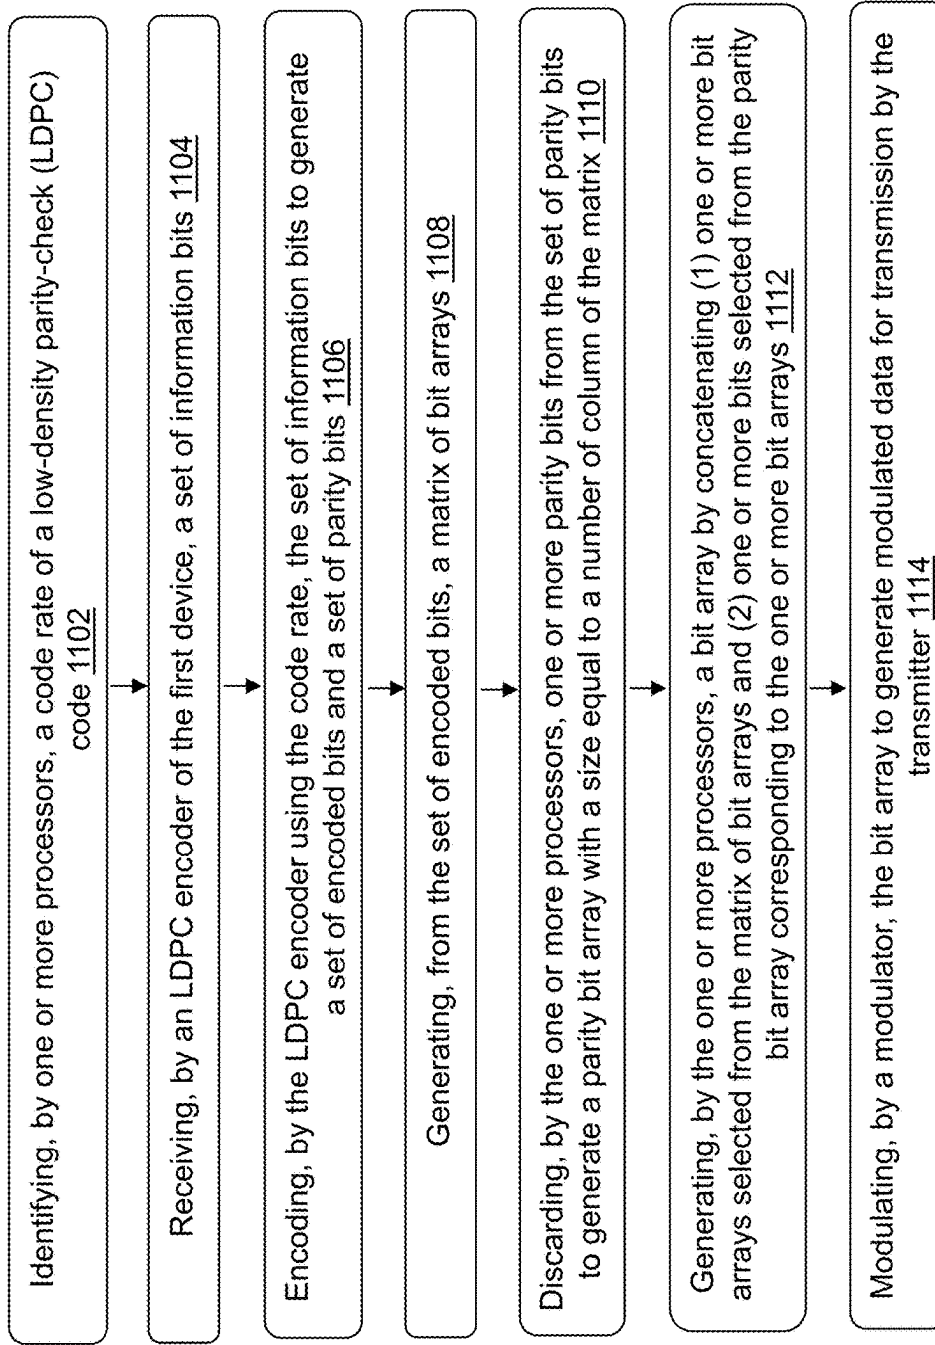 Identifying, by one or more processors, a code rate of a low-density parity-check (LDPC)
code 1102
Receiving, by an LDPC encoder of the first device, a set of information bits 1104
Encoding, by the LDPC encoder using the code rate, the set of information bits to generate
a set of encoded bits and a set of parity bits 1106
Generating, from the set of encoded bits, a matrix of bit arrays 1108
Discarding, by the one or more processors, one or more parity bits from the set of parity bits
to generate a parity bit array with a size equal to a number of column of the matrix 1110
Generating, by the one or more processors, a bit array by concatenating (1) one or more bit
arrays selected from the matrix of bit arrays and (2) one or more bits selected from the parity
bit array corresponding to the one or more bit arrays 1112
Modulating, by a modulator, the bit array to generate modulated data for transmission by the
transmitter 1114